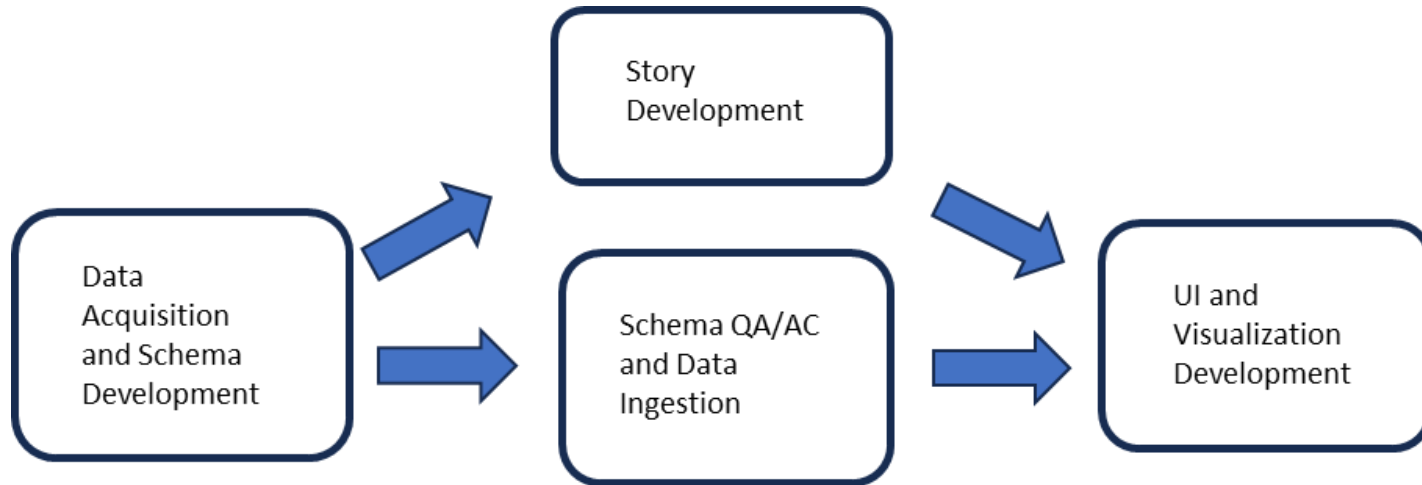 Story
Development
Data
Acquisition
and Schema
Development
Schema QA/AC
and Data
Ingestion
UI and
Visualization
Development